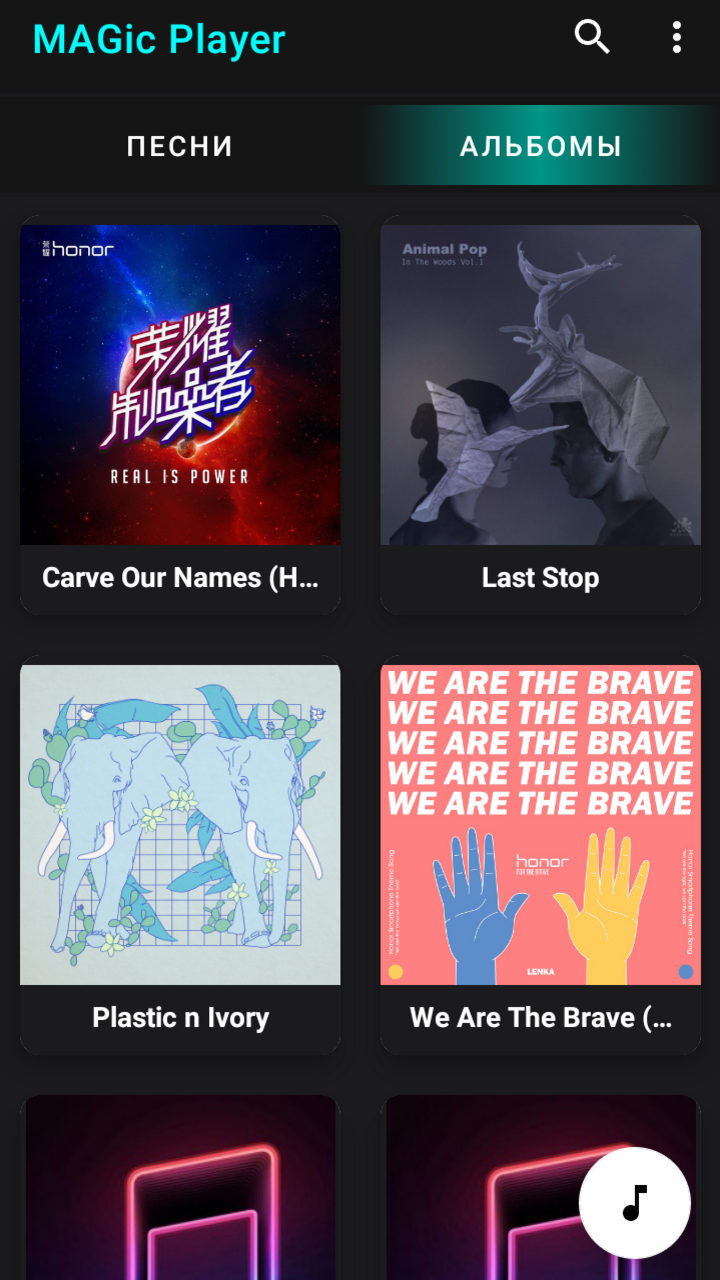 MAGic Player
ПЕСНИ
АЛЬБОМЫ
荣耀 honor
荣耀
制噪者
REAL IS POWER
Carve Our Names (H...
Animal Pop
In The Woods Vol.1
Last Stop
Plastic n Ivory
WE ARE THE BRAVE
WE ARE THE BRAVE
WE ARE THE BRAVE
WE ARE THE BRAVE
WE ARE THE BRAVE
honor
FOR THE BRAVE
Honor Smartphone Theme Song
Honor Smartphone Theme Song
LENKA
We Are The Brave (...